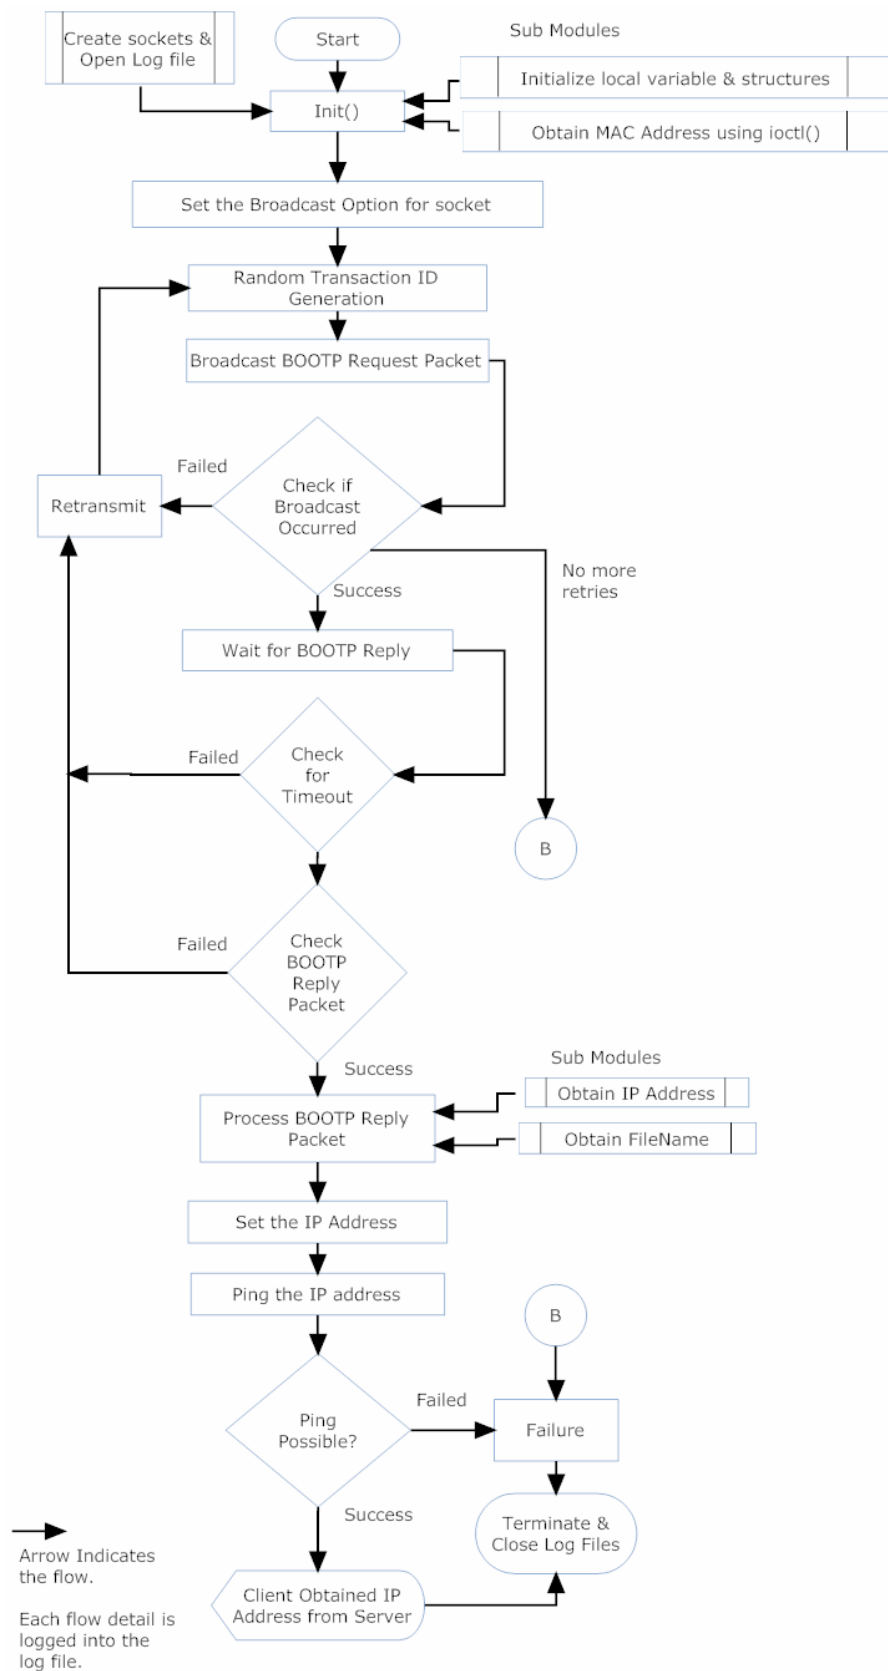 Create sockets &
Open Log file
Start
Sub Modules
Initialize local variable & structures
Init()
Obtain MAC Address using ioctl()
Set the Broadcast Option for socket
Random Transaction ID
Generation
Broadcast BOOTP Request Packet
Failed
Check if
Broadcast
Occurred
Retransmit
No more
retries
Success
Wait for BOOTP Reply
Failed
Check
for
Timeout
B
Failed
Check
BOOTP
Reply
Packet
Success
Sub Modules
Obtain IP Address
Process BOOTP Reply
Packet
Obtain FileName
Set the IP Address
Ping the IP address
B
Failed
Ping
Possible?
Failure
Success
Terminate &
Close Log Files
Arrow Indicates
the flow.
Client Obtained IP
Address from Server
Each flow detail is
logged into the
log file.